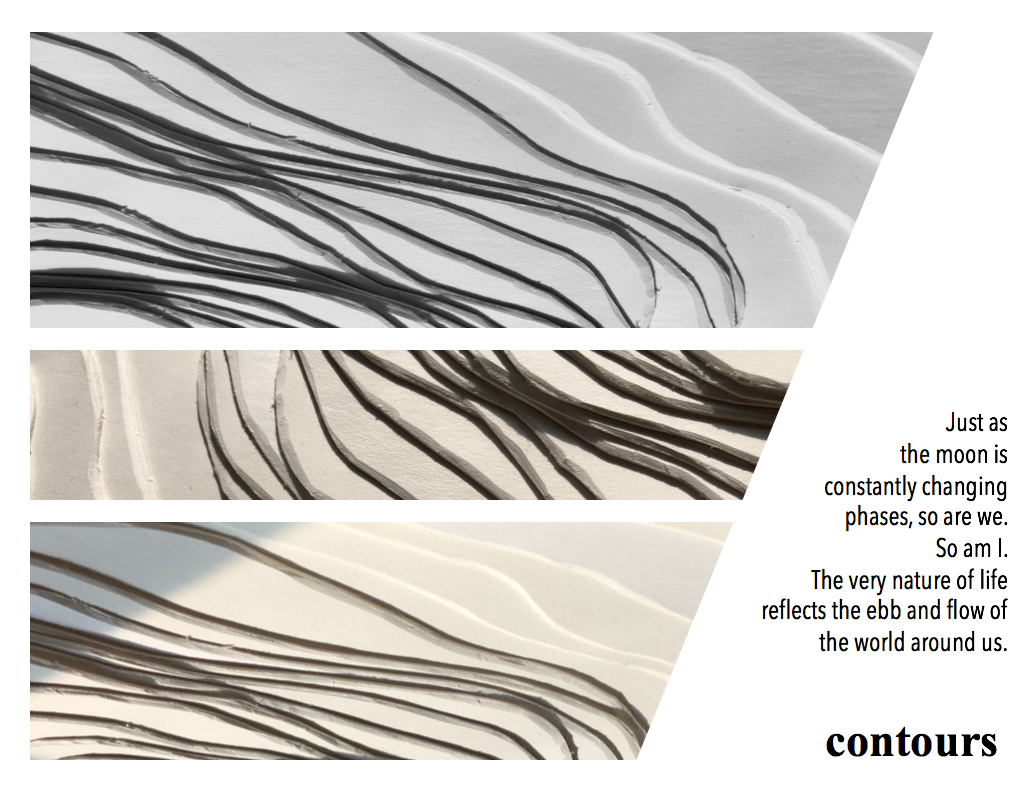 Just as
the moon is
constantly changing
phases, so are we.
So am I.
The very nature of life
reflects the ebb and flow of
the world around us.
contours